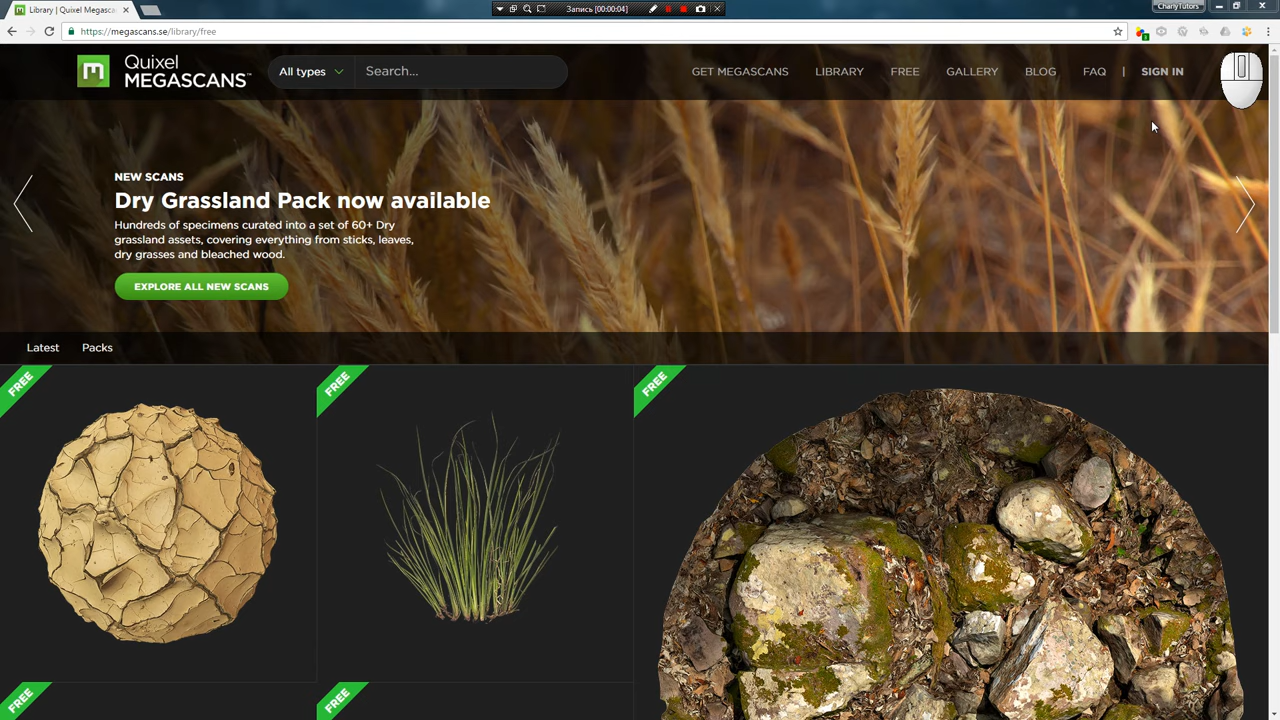 Library | Quixel Megasca
Запись [00:00:04]
CharlyTutors
https://megascans.se/library/free
Quixel
MEGASCANS™
All types
Search...
GET MEGASCANS
LIBRARY
FREE
GALLERY
BLOG
FAQ
|
SIGN IN
NEW SCANS
Dry Grassland Pack now available
Hundreds of specimens curated into a set of 60+ Dry
grassland assets, covering everything from sticks, leaves,
dry grasses and bleached wood.
EXPLORE ALL NEW SCANS
Latest
Packs
FREE
FREE
FREE
FREE
FREE